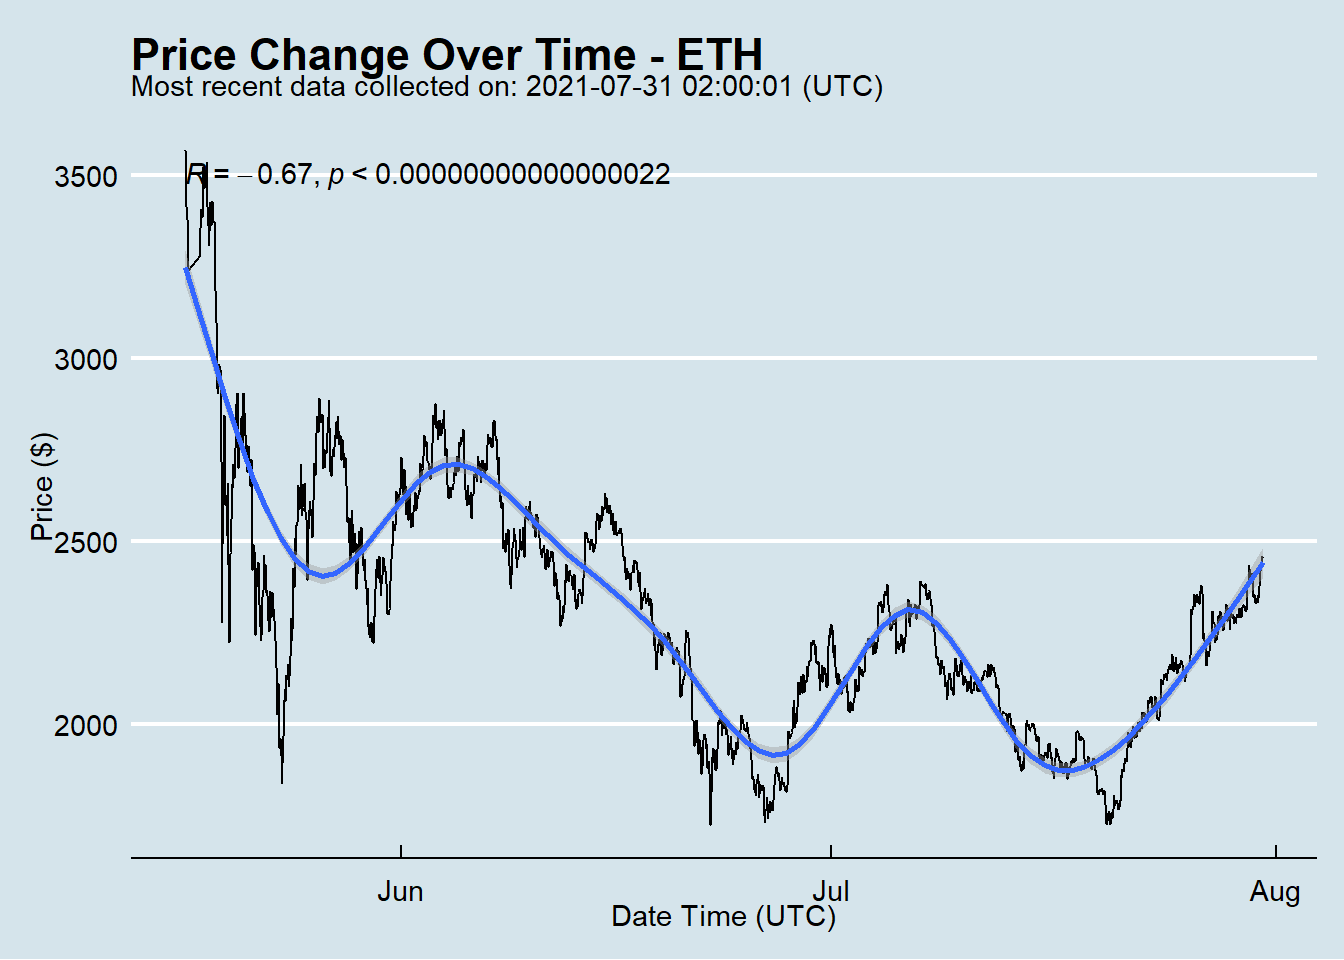 Price Change Over Time - ETH
Most recent data collected on: 2021-07-31 02:00:01 (UTC)
R = −0.67, p < 0.00000000000000022
3500
3000
2500
2000
Price ($)
Jun
Jul
Aug
Date Time (UTC)